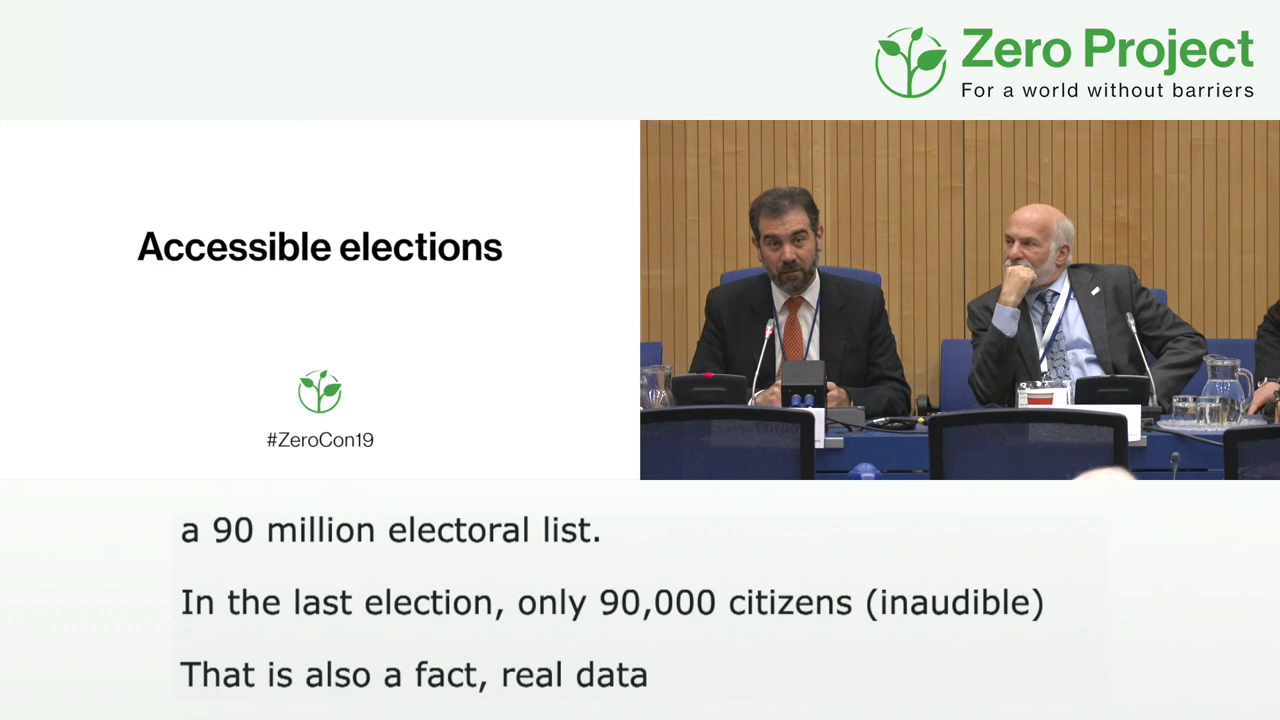 Zero Project
For a world without barriers
Accessible elections
#ZeroCon19
a 90 million electoral list.
In the last election, only 90,000 citizens (inaudible)
That is also a fact, real data